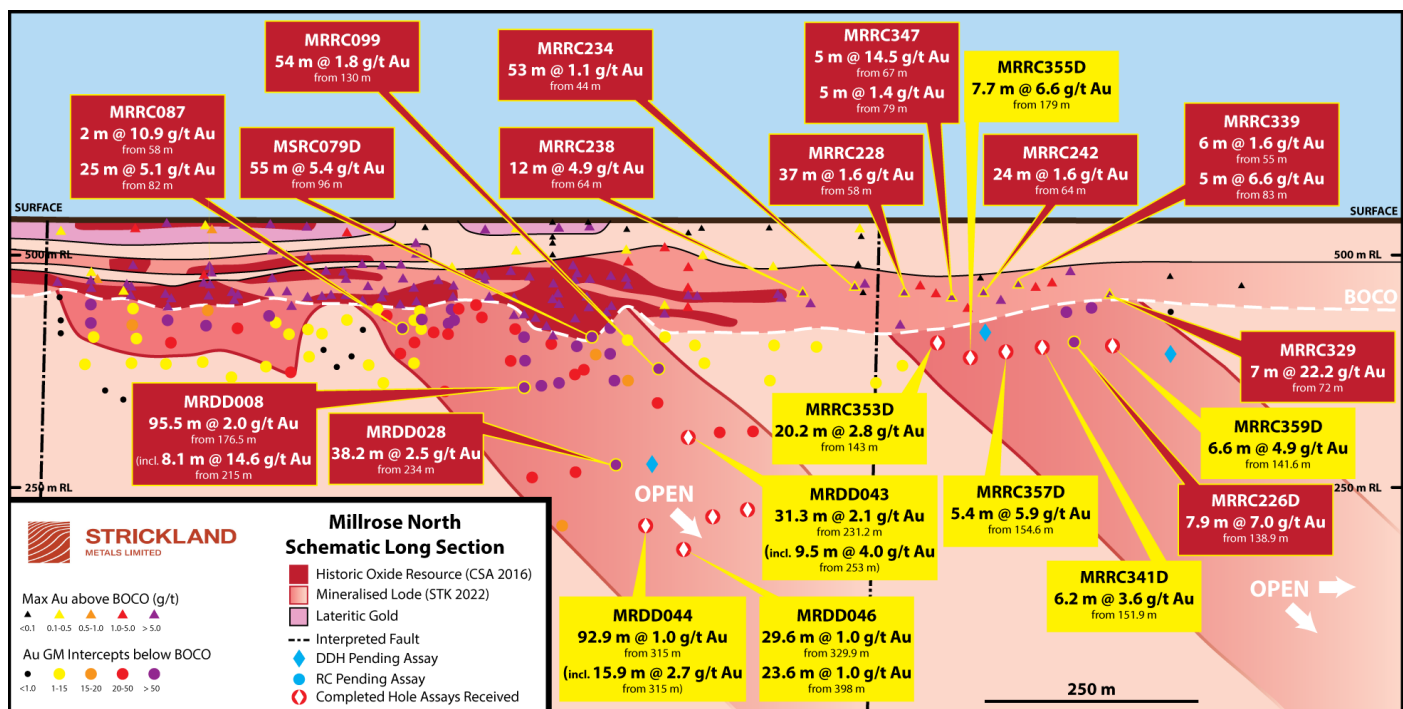 MRRC099
54 m @ 1.8 g/t Au
from 130 m
MRRC234
53 m @ 1.1 g/t Au
from 44 m
MRRC347
5 m @ 14.5 g/t Au
from 67 m
5 m @ 1.4 g/t Au
from 79 m
MRRC355D
7.7 m @ 6.6 g/t Au
from 179 m
MRRC087
2 m @ 10.9 g/t Au
from 58 m
25 m @ 5.1 g/t Au
from 82 m
MSRC079D
55 m @ 5.4 g/t Au
from 96 m
MRRC238
12 m @ 4.9 g/t Au
from 64 m
MRRC228
37 m @ 1.6 g/t Au
from 58 m
MRRC242
24 m @ 1.6 g/t Au
from 64 m
MRRC339
6 m @ 1.6 g/t Au
from 55 m
5 m @ 6.6 g/t Au
from 83 m
SURFACE
SURFACE
500 m RL
500 m RL
BOCO
MRRC329
7 m @ 22.2 g/t Au
from 72 m
MRDD008
95.5 m @ 2.0 g/t Au
from 176.5 m
(incl. 8.1 m @ 14.6 g/t Au
from 215 m)
MRDD028
38.2 m @ 2.5 g/t Au
from 234 m
MRRC353D
20.2 m @ 2.8 g/t Au
from 143 m
MRRC359D
6.6 m @ 4.9 g/t Au
from 141.6 m
250 m RL
250 m RL
OPEN
MRDD043
31.3 m @ 2.1 g/t Au
from 231.2 m
(incl. 9.5 m @ 4.0 g/t Au
from 253 m)
MRRC357D
5.4 m @ 5.9 g/t Au
from 154.6 m
MRRC226D
7.9 m @ 7.0 g/t Au
from 138.9 m
MRRC341D
6.2 m @ 3.6 g/t Au
from 151.9 m
OPEN
MRDD044
92.9 m @ 1.0 g/t Au
from 315 m
(incl. 15.9 m @ 2.7 g/t Au
from 315 m)
MRDD046
29.6 m @ 1.0 g/t Au
from 329.9 m
23.6 m @ 1.0 g/t Au
from 398 m
250 m
STRICKLAND
METALS LIMITED
Max Au above BOCO (g/t)
<0.1 0.1-0.5 0.5-1.0 1.0-5.0 > 5.0
Au GM Intercepts below BOCO
<1.0 1-15 15-20 20-50 > 50
Millrose North
Schematic Long Section
Historic Oxide Resource (CSA 2016)
Mineralised Lode (STK 2022)
Lateritic Gold
Interpreted Fault
DDH Pending Assay
RC Pending Assay
Completed Hole Assays Received